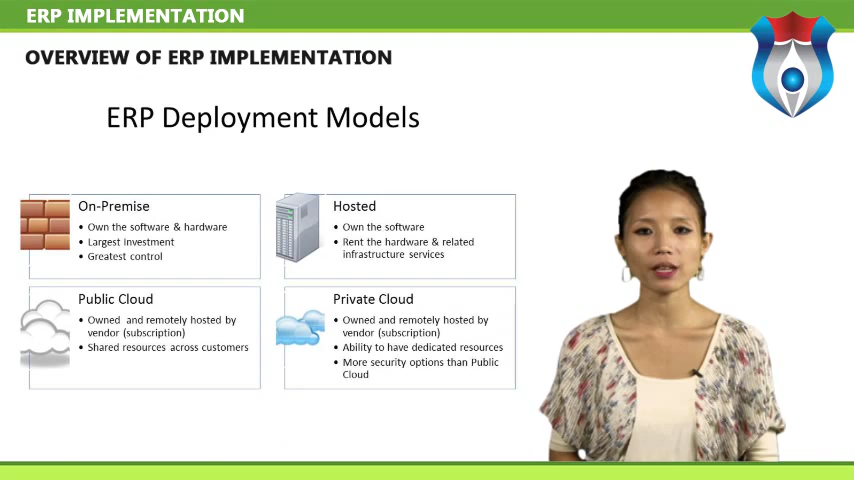 ERP IMPLEMENTATION
OVERVIEW OF ERP IMPLEMENTATION
ERP Deployment Models
On-Premise
• Own the software & hardware
• Largest Investment
• Greatest control
Hosted
• Own the software
• Rent the hardware & related
infrastructure services
Public Cloud
• Owned and remotely hosted by
vendor (subscription)
• Shared resources across customers
Private Cloud
• Owned and remotely hosted by
vendor (subscription)
• Ability to have dedicated resources
• More security options than Public
Cloud